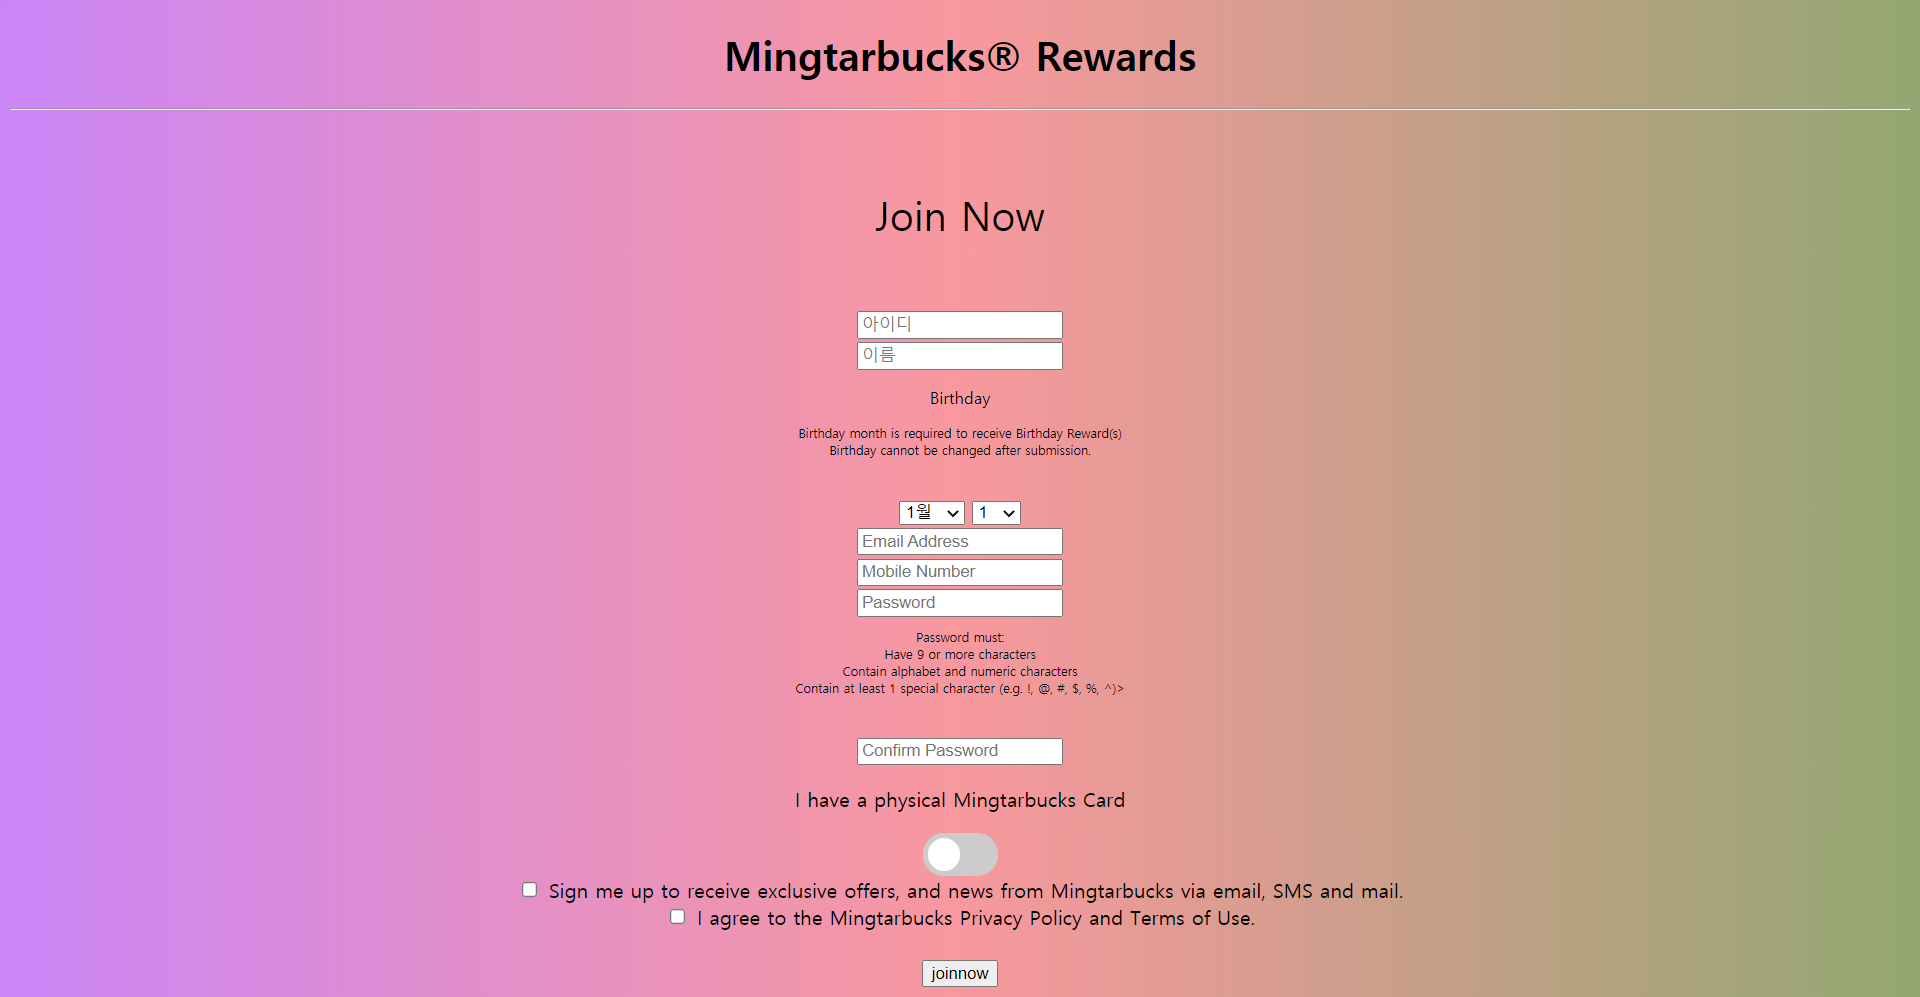 Mingtarbucks® Rewards
Join Now
아이디
이름
Birthday
Birthday month is required to receive Birthday Reward(s)
Birthday cannot be changed after submission.
1월 1
Email Address
Mobile Number
Password
Password must:
Have 9 or more characters
Contain alphabet and numeric characters
Contain at least 1 special character (e.g. !, @, #, $, %, ^)>
Confirm Password
I have a physical Mingtarbucks Card
Sign me up to receive exclusive offers, and news from Mingtarbucks via email, SMS and mail.
I agree to the Mingtarbucks Privacy Policy and Terms of Use.
joinnow